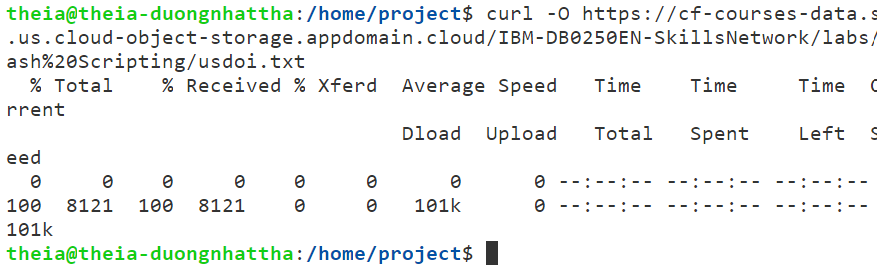 theia@theia-duongnhattha:/home/project$ curl -O https://cf-courses-data.s
.us.cloud-object-storage.appdomain.cloud/IBM-DB0250EN-SkillsNetwork/labs/
ash%20Scripting/usdoi.txt
  % Total    % Received % Xferd  Average Speed   Time    Time     Time  C
rrent
                                 Dload  Upload   Total   Spent    Left  S
eed
  0     0    0     0    0     0      0      0 --:--:-- --:--:-- --:--:--
100  8121  100  8121    0     0   101k      0 --:--:-- --:--:-- --:--:--
101k
theia@theia-duongnhattha:/home/project$